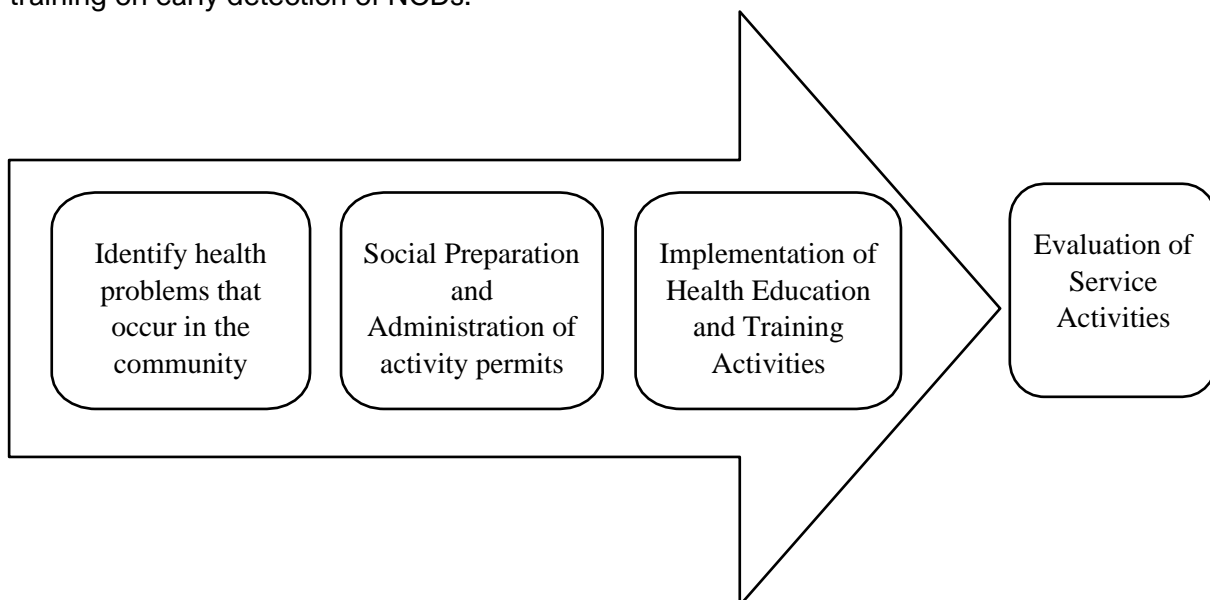 training on early detection of NCDs.
Identify health
problems that
occur in the
community
Social Preparation
and
Administration of
activity permits
Implementation of
Health Education
and Training
Activities
Evaluation of
Service
Activities